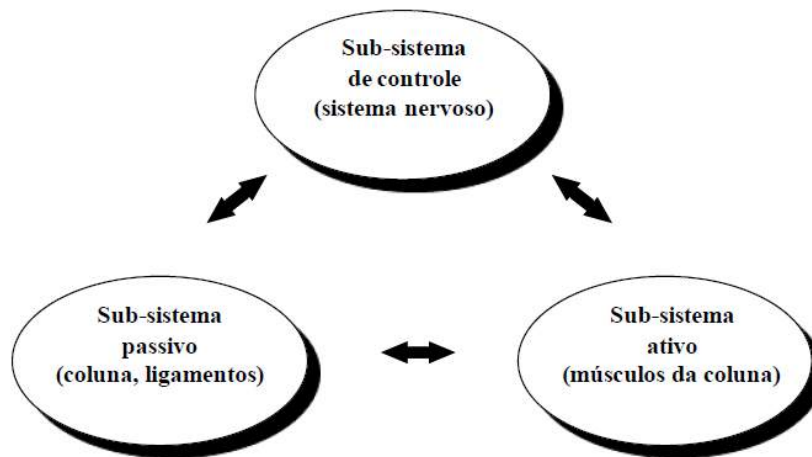 Sub-sistema
de controle
(sistema nervoso)
Sub-sistema
passivo
(coluna, ligamentos)
Sub-sistema
ativo
(músculos da coluna)